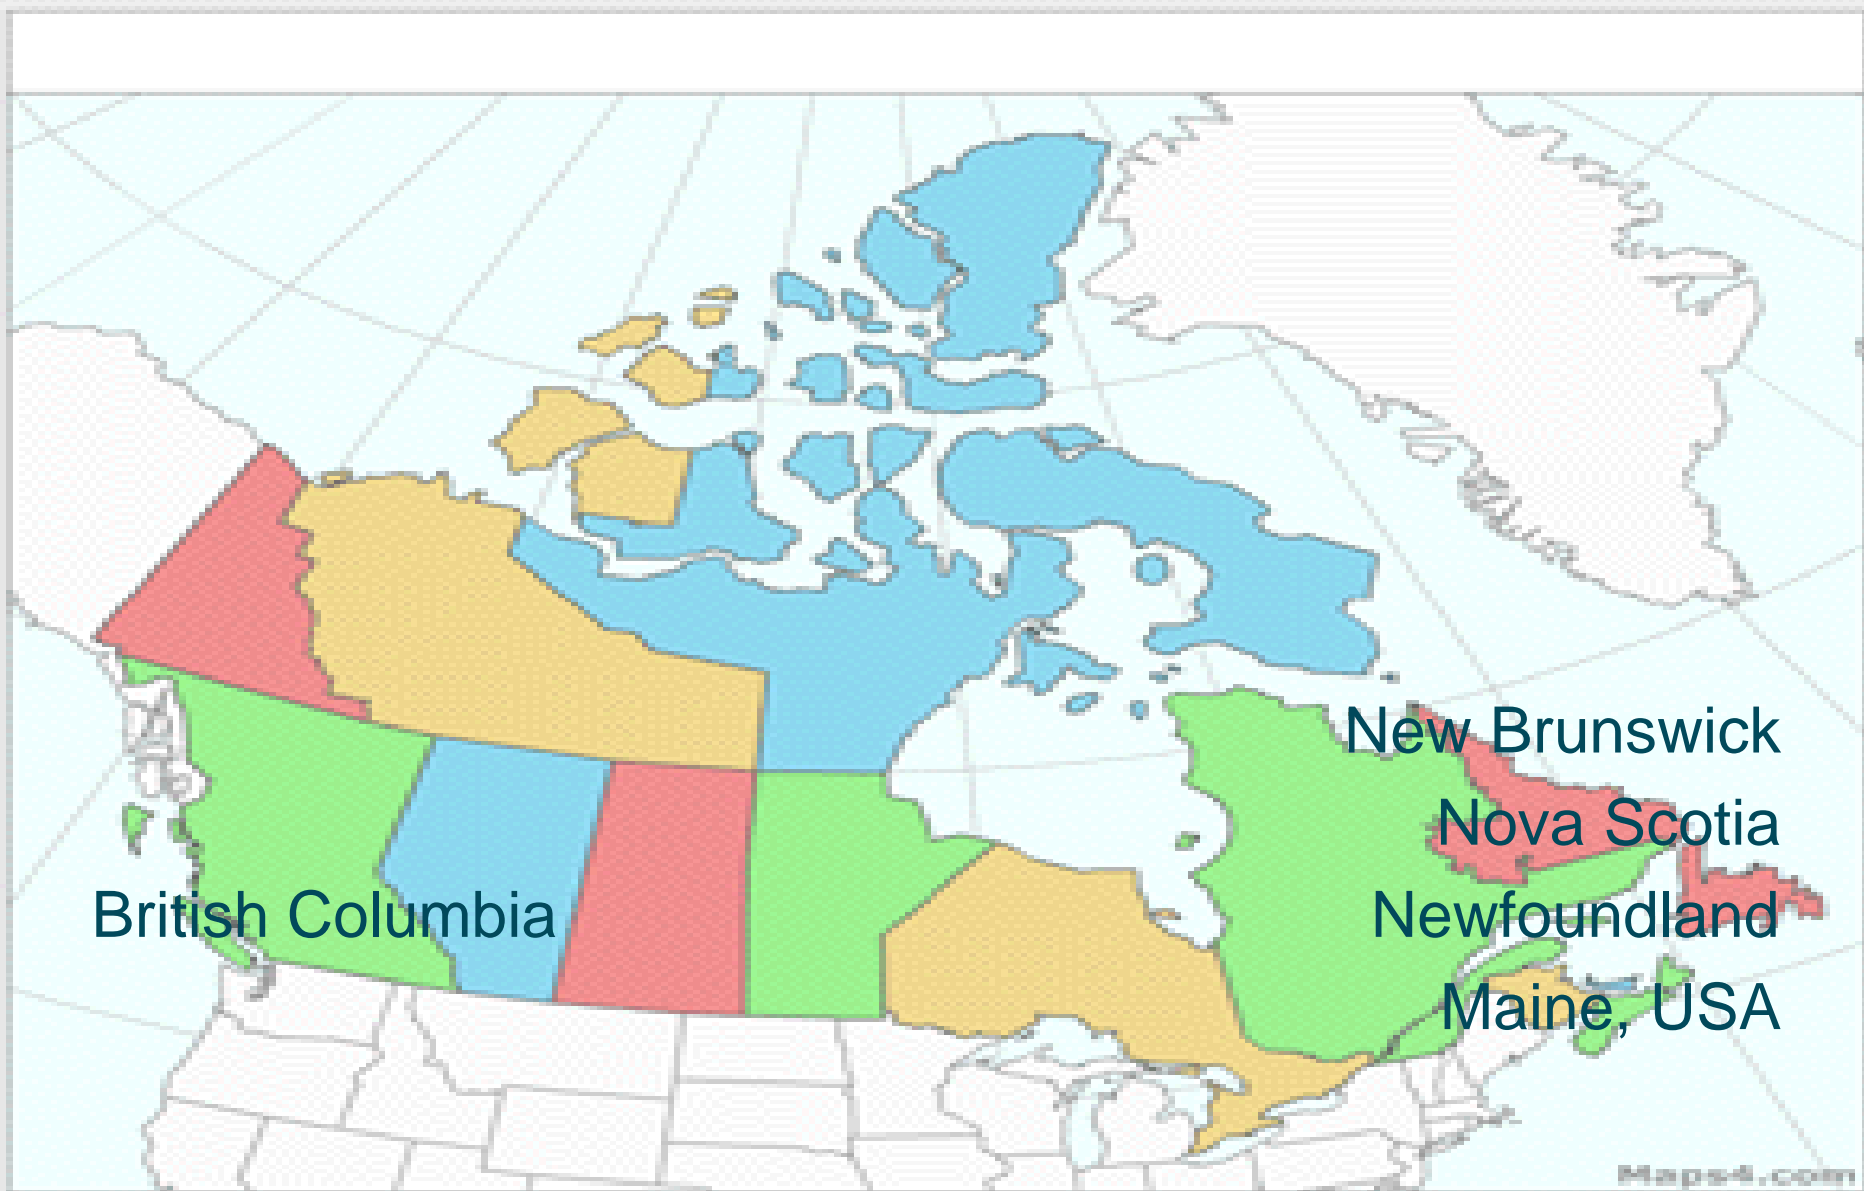 New Brunswick
Nova Scotia
British Columbia
Newfoundland
Maine, USA
Maps4.com